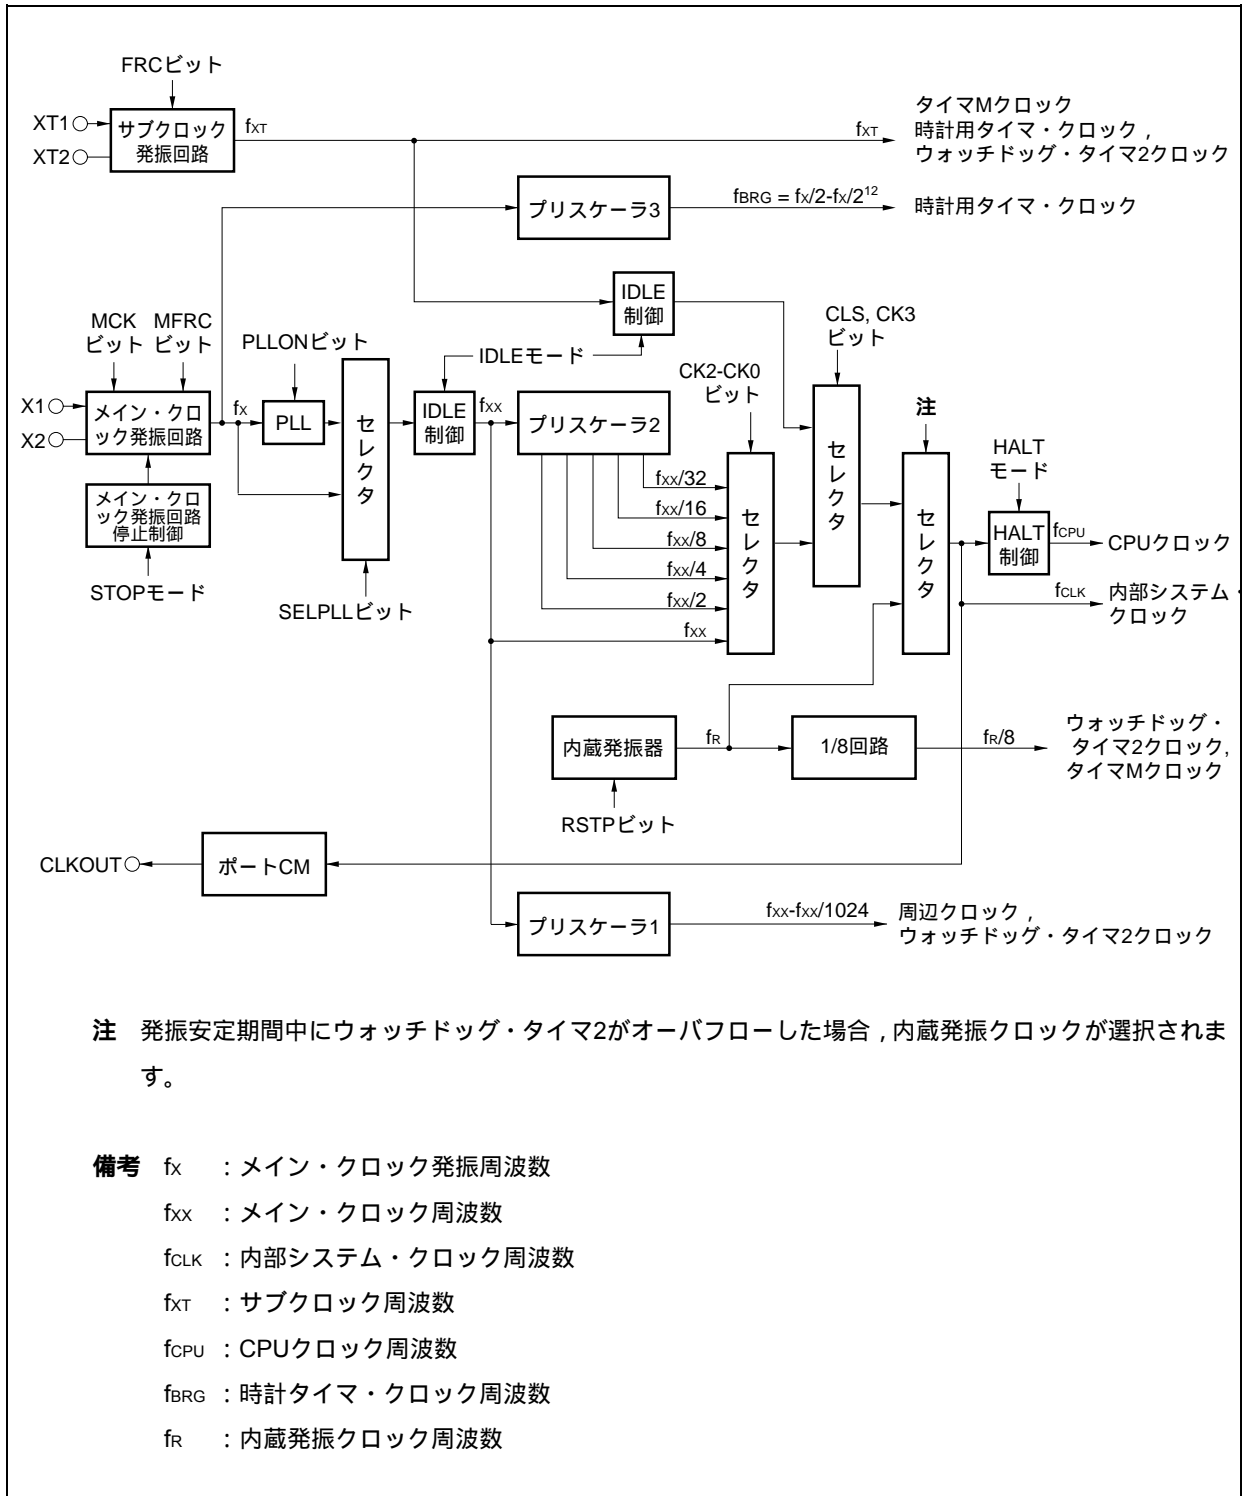 FRCビット
XT1
XT2
サブクロック
発振回路
fXT
fXT
タイマMクロック
時計用タイマ・クロック，
ウォッチドッグ・タイマ2クロック
プリスケーラ3
fBRG = fX/2-fX/2¹²
時計用タイマ・クロック
IDLE
制御
MCK
ビット
MFRC
ビット
PLLONビット
IDLEモード
CLS, CK3
ビット
CK2-CK0
ビット
X1
X2
メイン・クロ
ック発振回路
fX
PLL
セレクタ
IDLE
制御
fXX
プリスケーラ2
セレクタ
注
HALT
モード
メイン・クロ
ック発振回路
停止制御
STOPモード
SELPLLビット
fXX/32
fXX/16
fXX/8
fXX/4
fXX/2
fXX
セレクタ
セレクタ
HALT
制御
fCPU
CPUクロック
fCLK
内部システム・
クロック
内蔵発振器
fR
1/8回路
fR/8
ウォッチドッグ・
タイマ2クロック,
タイマMクロック
RSTPビット
CLKOUT
ポートCM
プリスケーラ1
fXX-fXX/1024
周辺クロック，
ウォッチドッグ・タイマ2クロック
注　発振安定期間中にウォッチドッグ・タイマ2がオーバフローした場合，内蔵発振クロックが選択されま
す。
備考　fX　：メイン・クロック発振周波数
fXX　：メイン・クロック周波数
fCLK　：内部システム・クロック周波数
fXT　：サブクロック周波数
fCPU　：CPUクロック周波数
fBRG　：時計タイマ・クロック周波数
fR　：内蔵発振クロック周波数